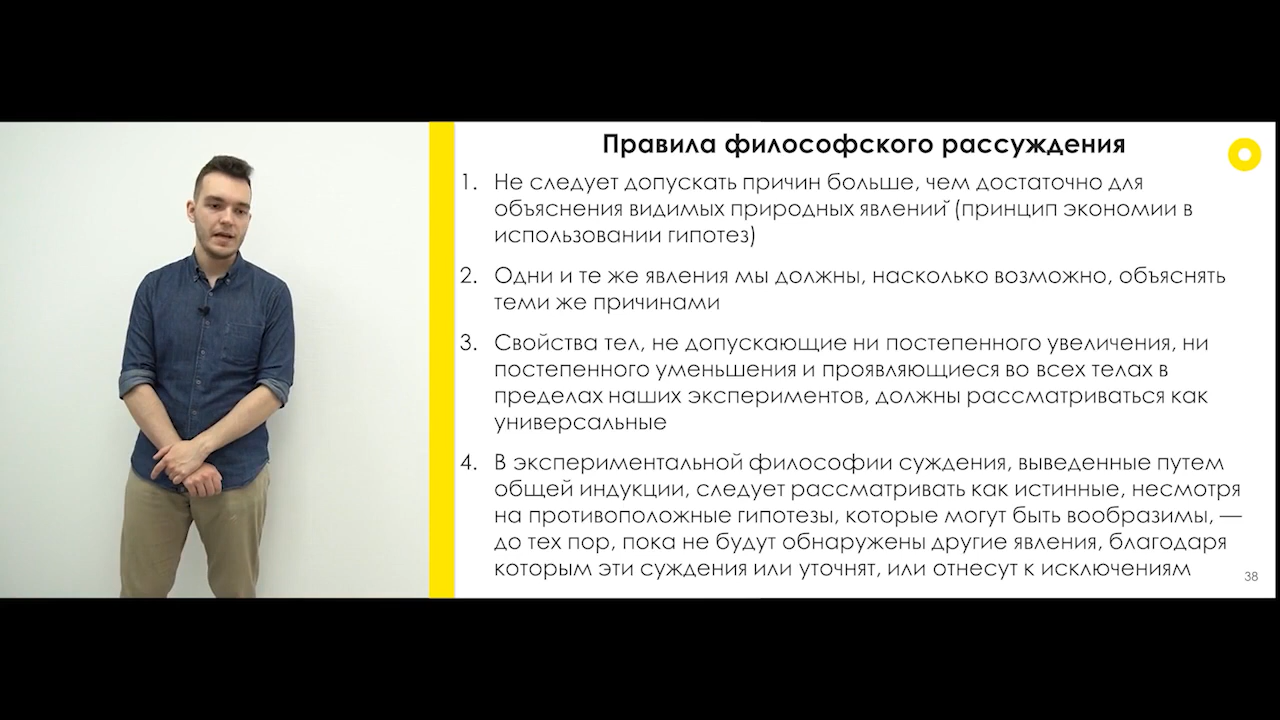 Правила философского рассуждения
1. Не следует допускать причин больше, чем достаточно для
объяснения видимых природных явлений (принцип экономии в
использовании гипотез)
2. Одни и те же явления мы должны, насколько возможно, объяснять
теми же причинами
3. Свойства тел, не допускающие ни постепенного увеличения, ни
постепенного уменьшения и проявляющиеся во всех телах в
пределах наших экспериментов, должны рассматриваться как
универсальные
4. В экспериментальной философии суждения, выведенные путем
общей индукции, следует рассматривать как истинные, несмотря
на противоположные гипотезы, которые могут быть вообразимы, —
до тех пор, пока не будут обнаружены другие явления, благодаря
которым эти суждения или уточнят, или отнесут к исключениям
38